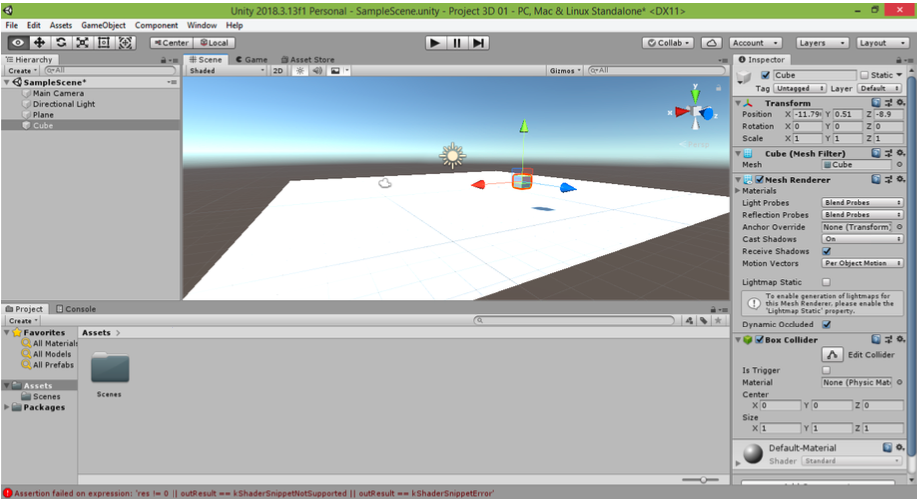 Unity 2018.3.13f1 Personal - SampleScene.unity - Project 3D 01 - PC, Mac & Linux Standalone* <DX11>
File Edit Assets GameObject Component Window Help
Center Local Collab Account Layers Layout
Hierarchy
Create All
SampleScene*
Main Camera
Directional Light
Plane
Cube
Scene Game Asset Store
Shaded 2D Gizmos All
y
x
z
Inspector
Cube Static
Tag Untagged Layer Default
Transform
Position X -11.79 Y 0.51 Z -8.9
Rotation X 0 Y 0 Z 0
Scale X 1 Y 1 Z 1
Cube (Mesh Filter)
Mesh Cube
Mesh Renderer
Materials
Light Probes Blend Probes
Reflection Probes Blend Probes
Anchor Override None (Transform)
Cast Shadows On
Receive Shadows
Motion Vectors Per Object Motion
Lightmap Static
To enable generation of lightmaps for
this Mesh Renderer, please enable the
'Lightmap Static' property.
Dynamic Occluded
Box Collider
Edit Collider
Is Trigger
Material None (Physic Mat
Center
X 0 Y 0 Z 0
Size
X 1 Y 1 Z 1
Default-Material
Shader Standard
Project Console
Create
Favorites
All Materials
All Models
All Prefabs
Assets
Scenes
Packages
Assets >
Scenes
Assertion failed on expression: 'res != 0 || outResult == kShaderSnippetNotSupported || outResult == kShaderSnippetError'